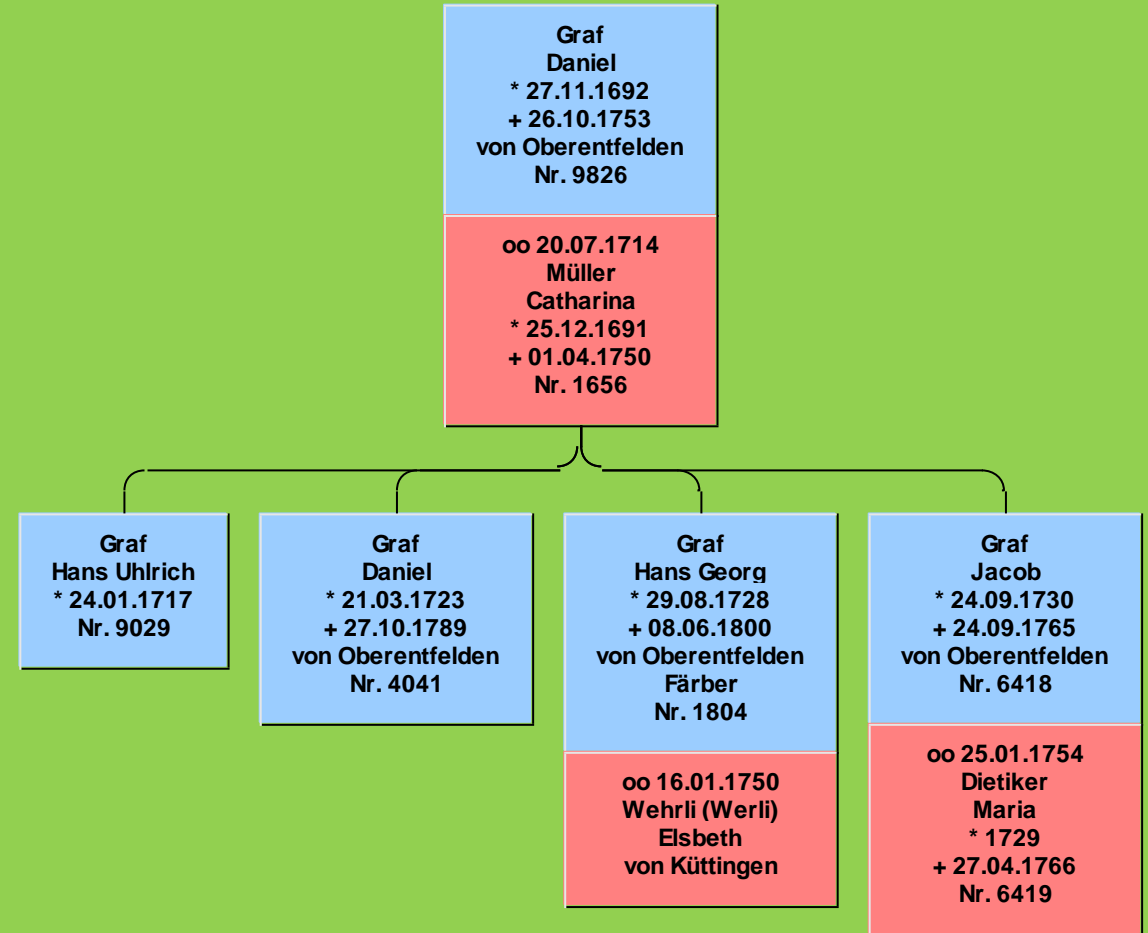 Graf
Daniel
* 27.11.1692
+ 26.10.1753
von Oberentfelden
Nr. 9826
oo 20.07.1714
Müller
Catharina
* 25.12.1691
+ 01.04.1750
Nr. 1656
Graf
Hans Uhlrich
* 24.01.1717
Nr. 9029
Graf
Daniel
* 21.03.1723
+ 27.10.1789
von Oberentfelden
Nr. 4041
Graf
Hans Georg
* 29.08.1728
+ 08.06.1800
von Oberentfelden
Färber
Nr. 1804
oo 16.01.1750
Wehrli (Werli)
Elsbeth
von Küttingen
Graf
Jacob
* 24.09.1730
+ 24.09.1765
von Oberentfelden
Nr. 6418
oo 25.01.1754
Dietiker
Maria
* 1729
+ 27.04.1766
Nr. 6419